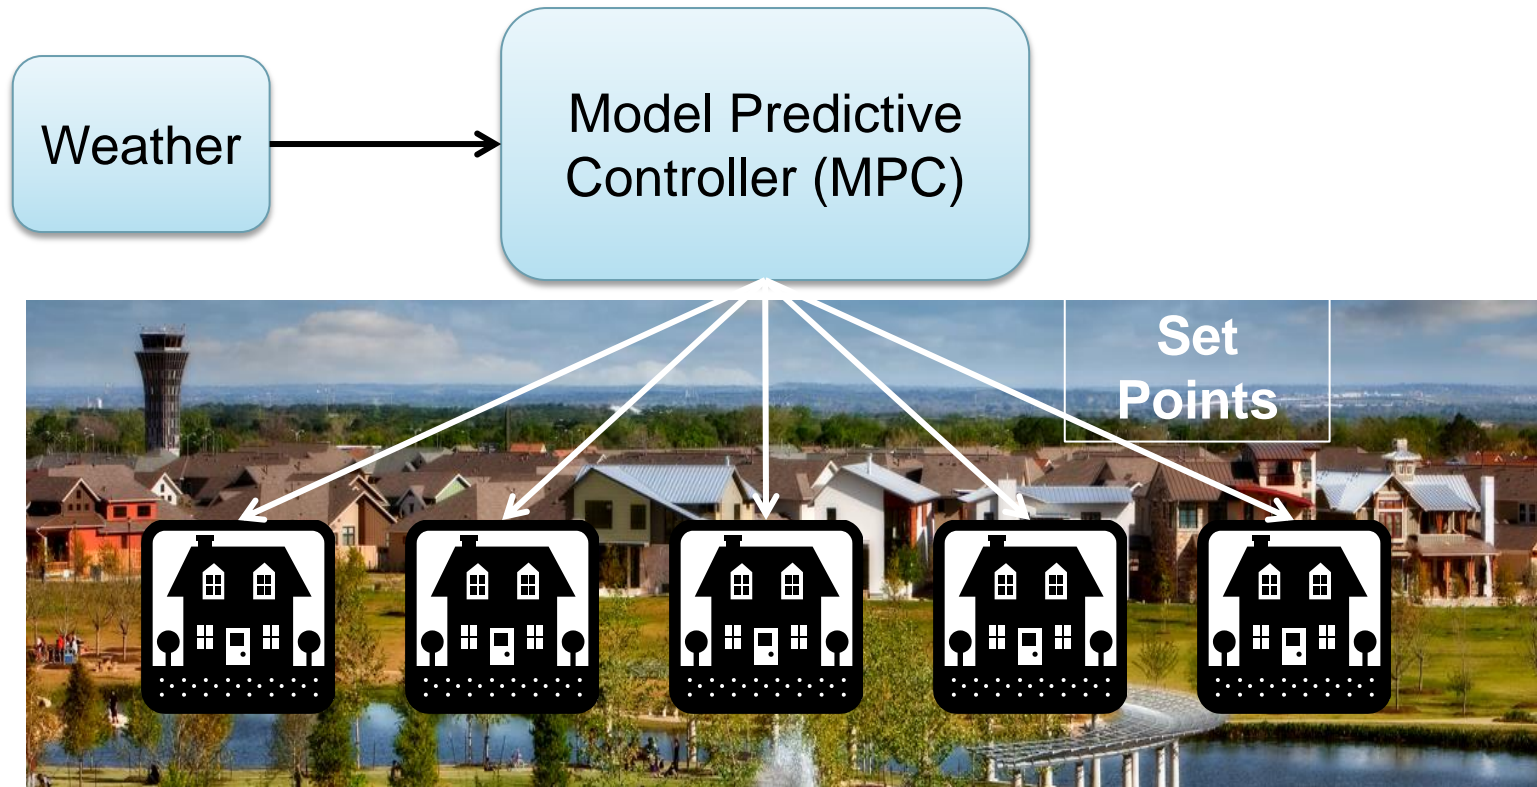 Weather
Model Predictive
Controller (MPC)
Set
Points